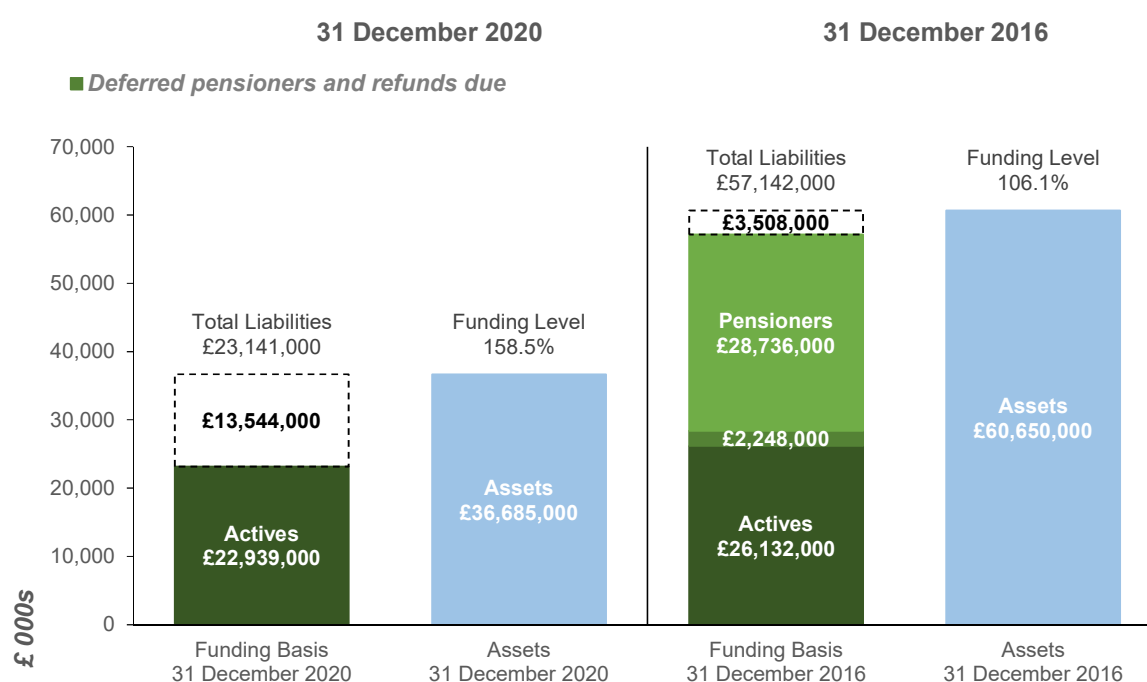 31 December 2020
31 December 2016
Deferred pensioners and refunds due
70,000
60,000
50,000
40,000
30,000
20,000
10,000
0
£ 000s
Total Liabilities
£23,141,000
£13,544,000
Actives
£22,939,000
Funding Level
158.5%
Assets
£36,685,000
Total Liabilities
£57,142,000
£3,508,000
Pensioners
£28,736,000
£2,248,000
Actives
£26,132,000
Funding Level
106.1%
Assets
£60,650,000
Funding Basis
31 December 2020
Assets
31 December 2020
Funding Basis
31 December 2016
Assets
31 December 2016